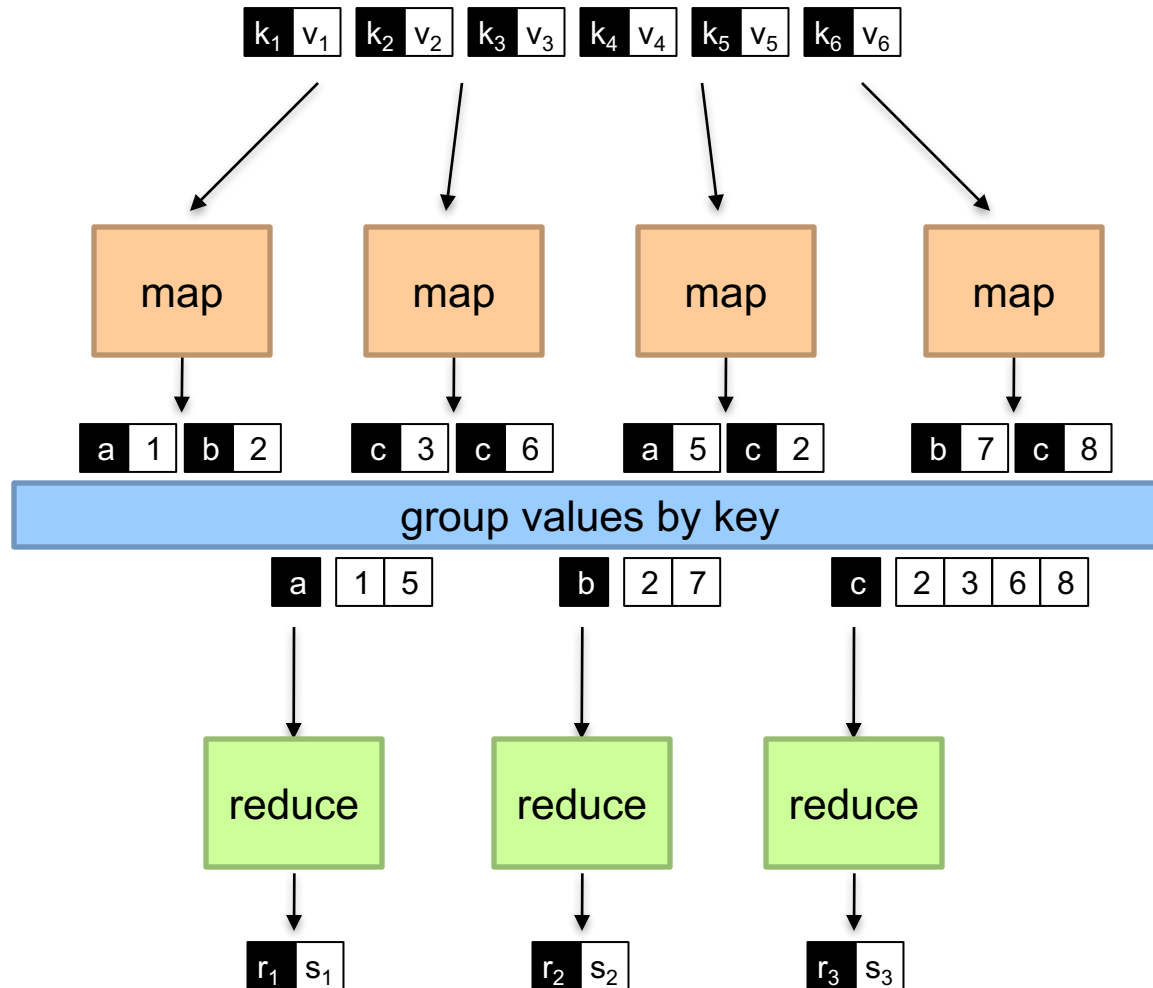 k₁ v₁ k₂ v₂ k₃ v₃ k₄ v₄ k₅ v₅ k₆ v₆
map map map map
a 1 b 2 c 3 c 6 a 5 c 2 b 7 c 8
group values by key
a 1 5 b 2 7 c 2 3 6 8
reduce reduce reduce
r₁ s₁ r₂ s₂ r₃ s₃